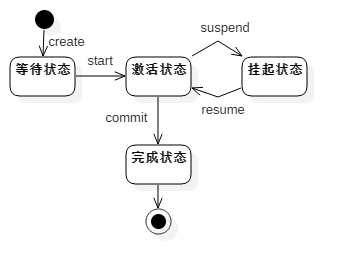 suspend
create
start
等待状态
激活状态
挂起状态
resume
commit
完成状态